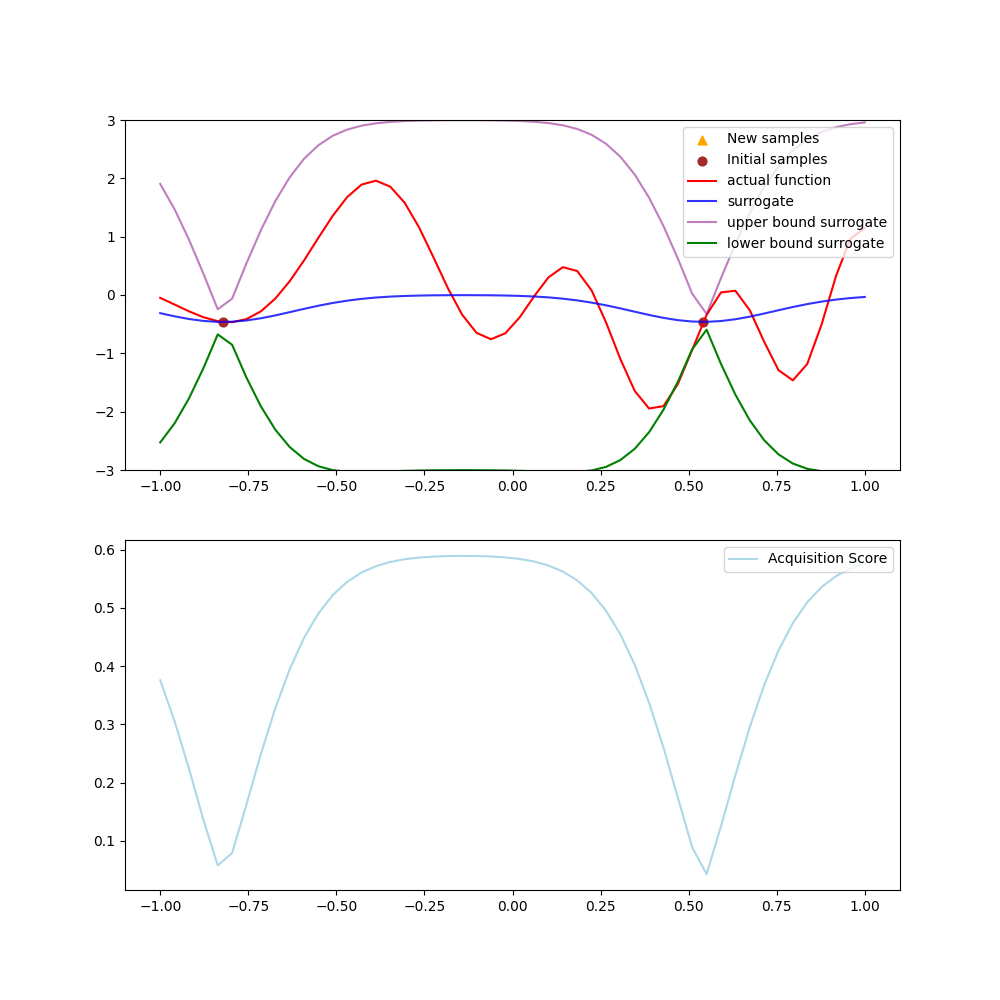 3
2
1
0
−1
−2
−3
−1.00 −0.75 −0.50 −0.25 0.00 0.25 0.50 0.75 1.00
New samples
Initial samples
actual function
surrogate
upper bound surrogate
lower bound surrogate
0.6
0.5
0.4
0.3
0.2
0.1
−1.00 −0.75 −0.50 −0.25 0.00 0.25 0.50 0.75 1.00
Acquisition Score